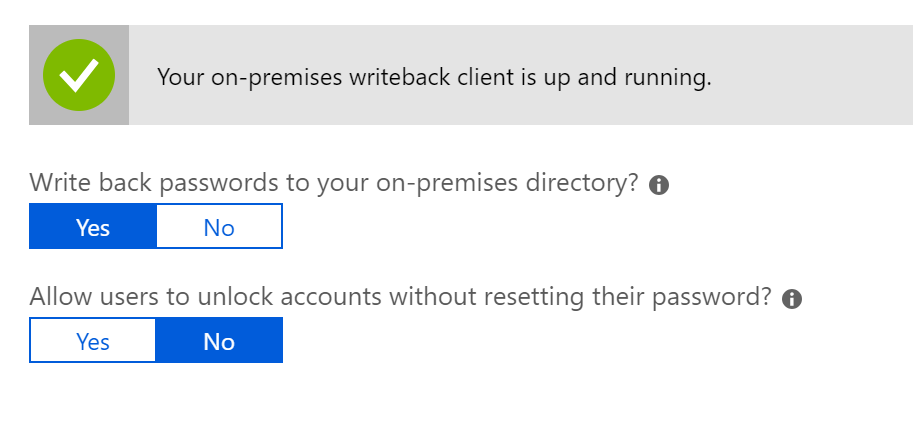 Your on-premises writeback client is up and running.
Write back passwords to your on-premises directory?
Yes No
Allow users to unlock accounts without resetting their password?
Yes No